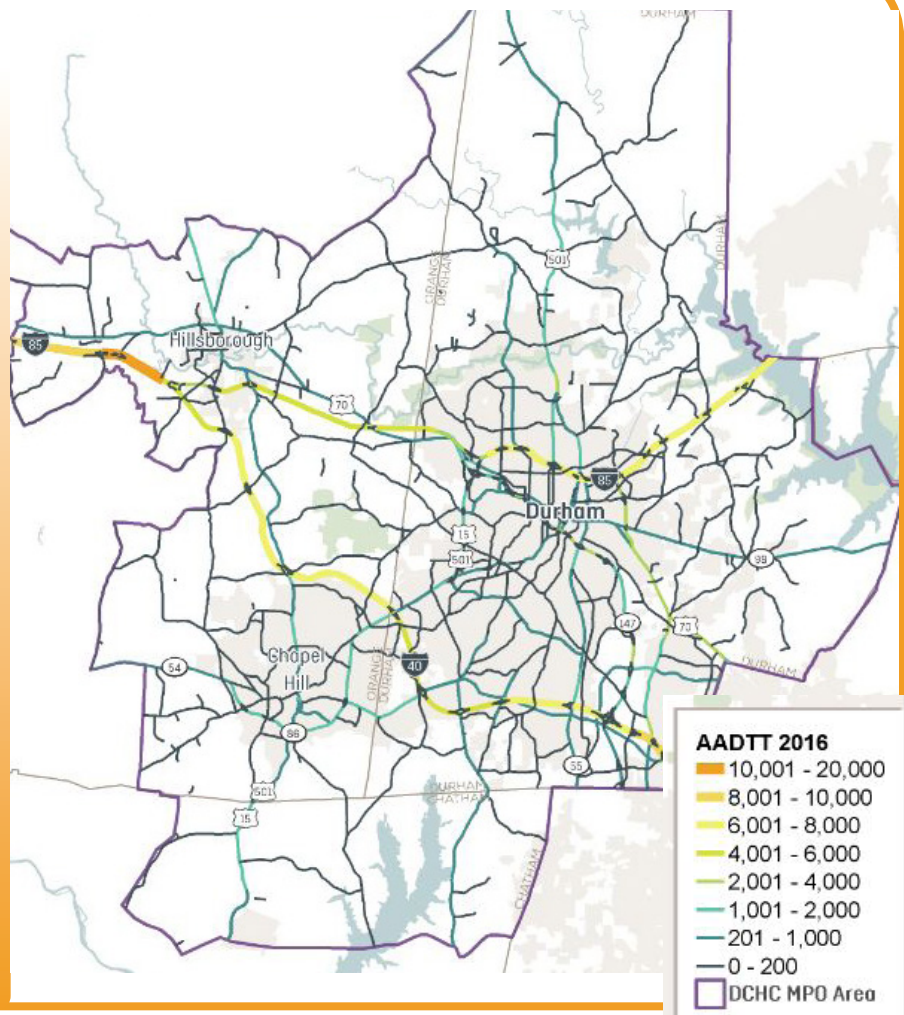 DURHAM
DURHAM
501
ORANGE
DURHAM
85
Hillsborough
70
85
Durham
15
501
98
147
70
54
Chapel
Hill
40
ORANGE
DURHAM
DURHAM
86
55
501
DURHAM
CHATHAM
15
CHATHAM
AADTT 2016
10,001 - 20,000
8,001 - 10,000
6,001 - 8,000
4,001 - 6,000
2,001 - 4,000
1,001 - 2,000
201 - 1,000
0 - 200
DCHC MPO Area